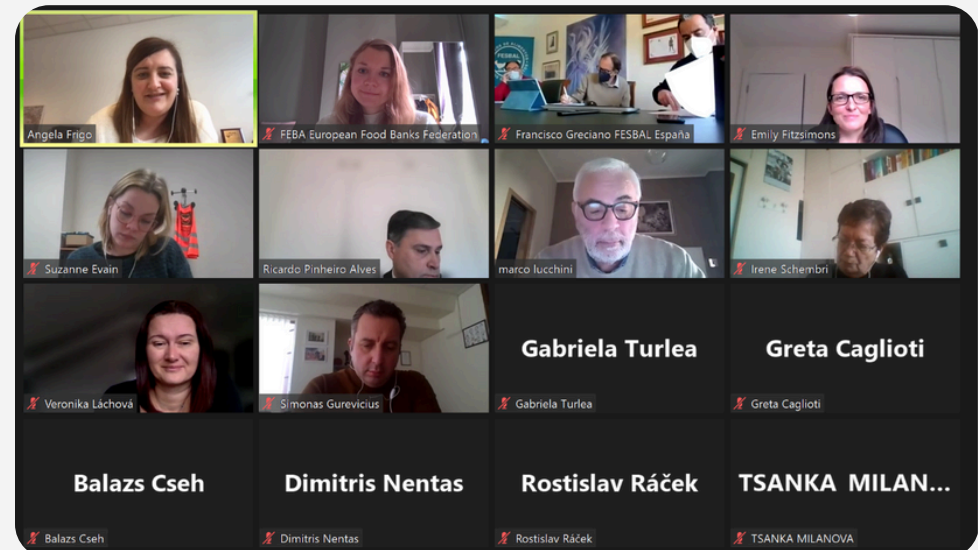 Angela Frigo
FEBA European Food Banks Federation
FESBAL
Francisco Greciano FESBAL España
Emily Fitzsimons
Suzanne Evain
Ricardo Pinheiro Alves
marco lucchini
Irene Schembri
Veronika Láchová
Simonas Gurevicius
Gabriela Turlea
Gabriela Turlea
Greta Caglioti
Greta Caglioti
Balazs Cseh
Balazs Cseh
Dimitris Nentas
Dimitris Nentas
Rostislav Ráček
Rostislav Ráček
TSANKA MILAN...
TSANKA MILANOVA